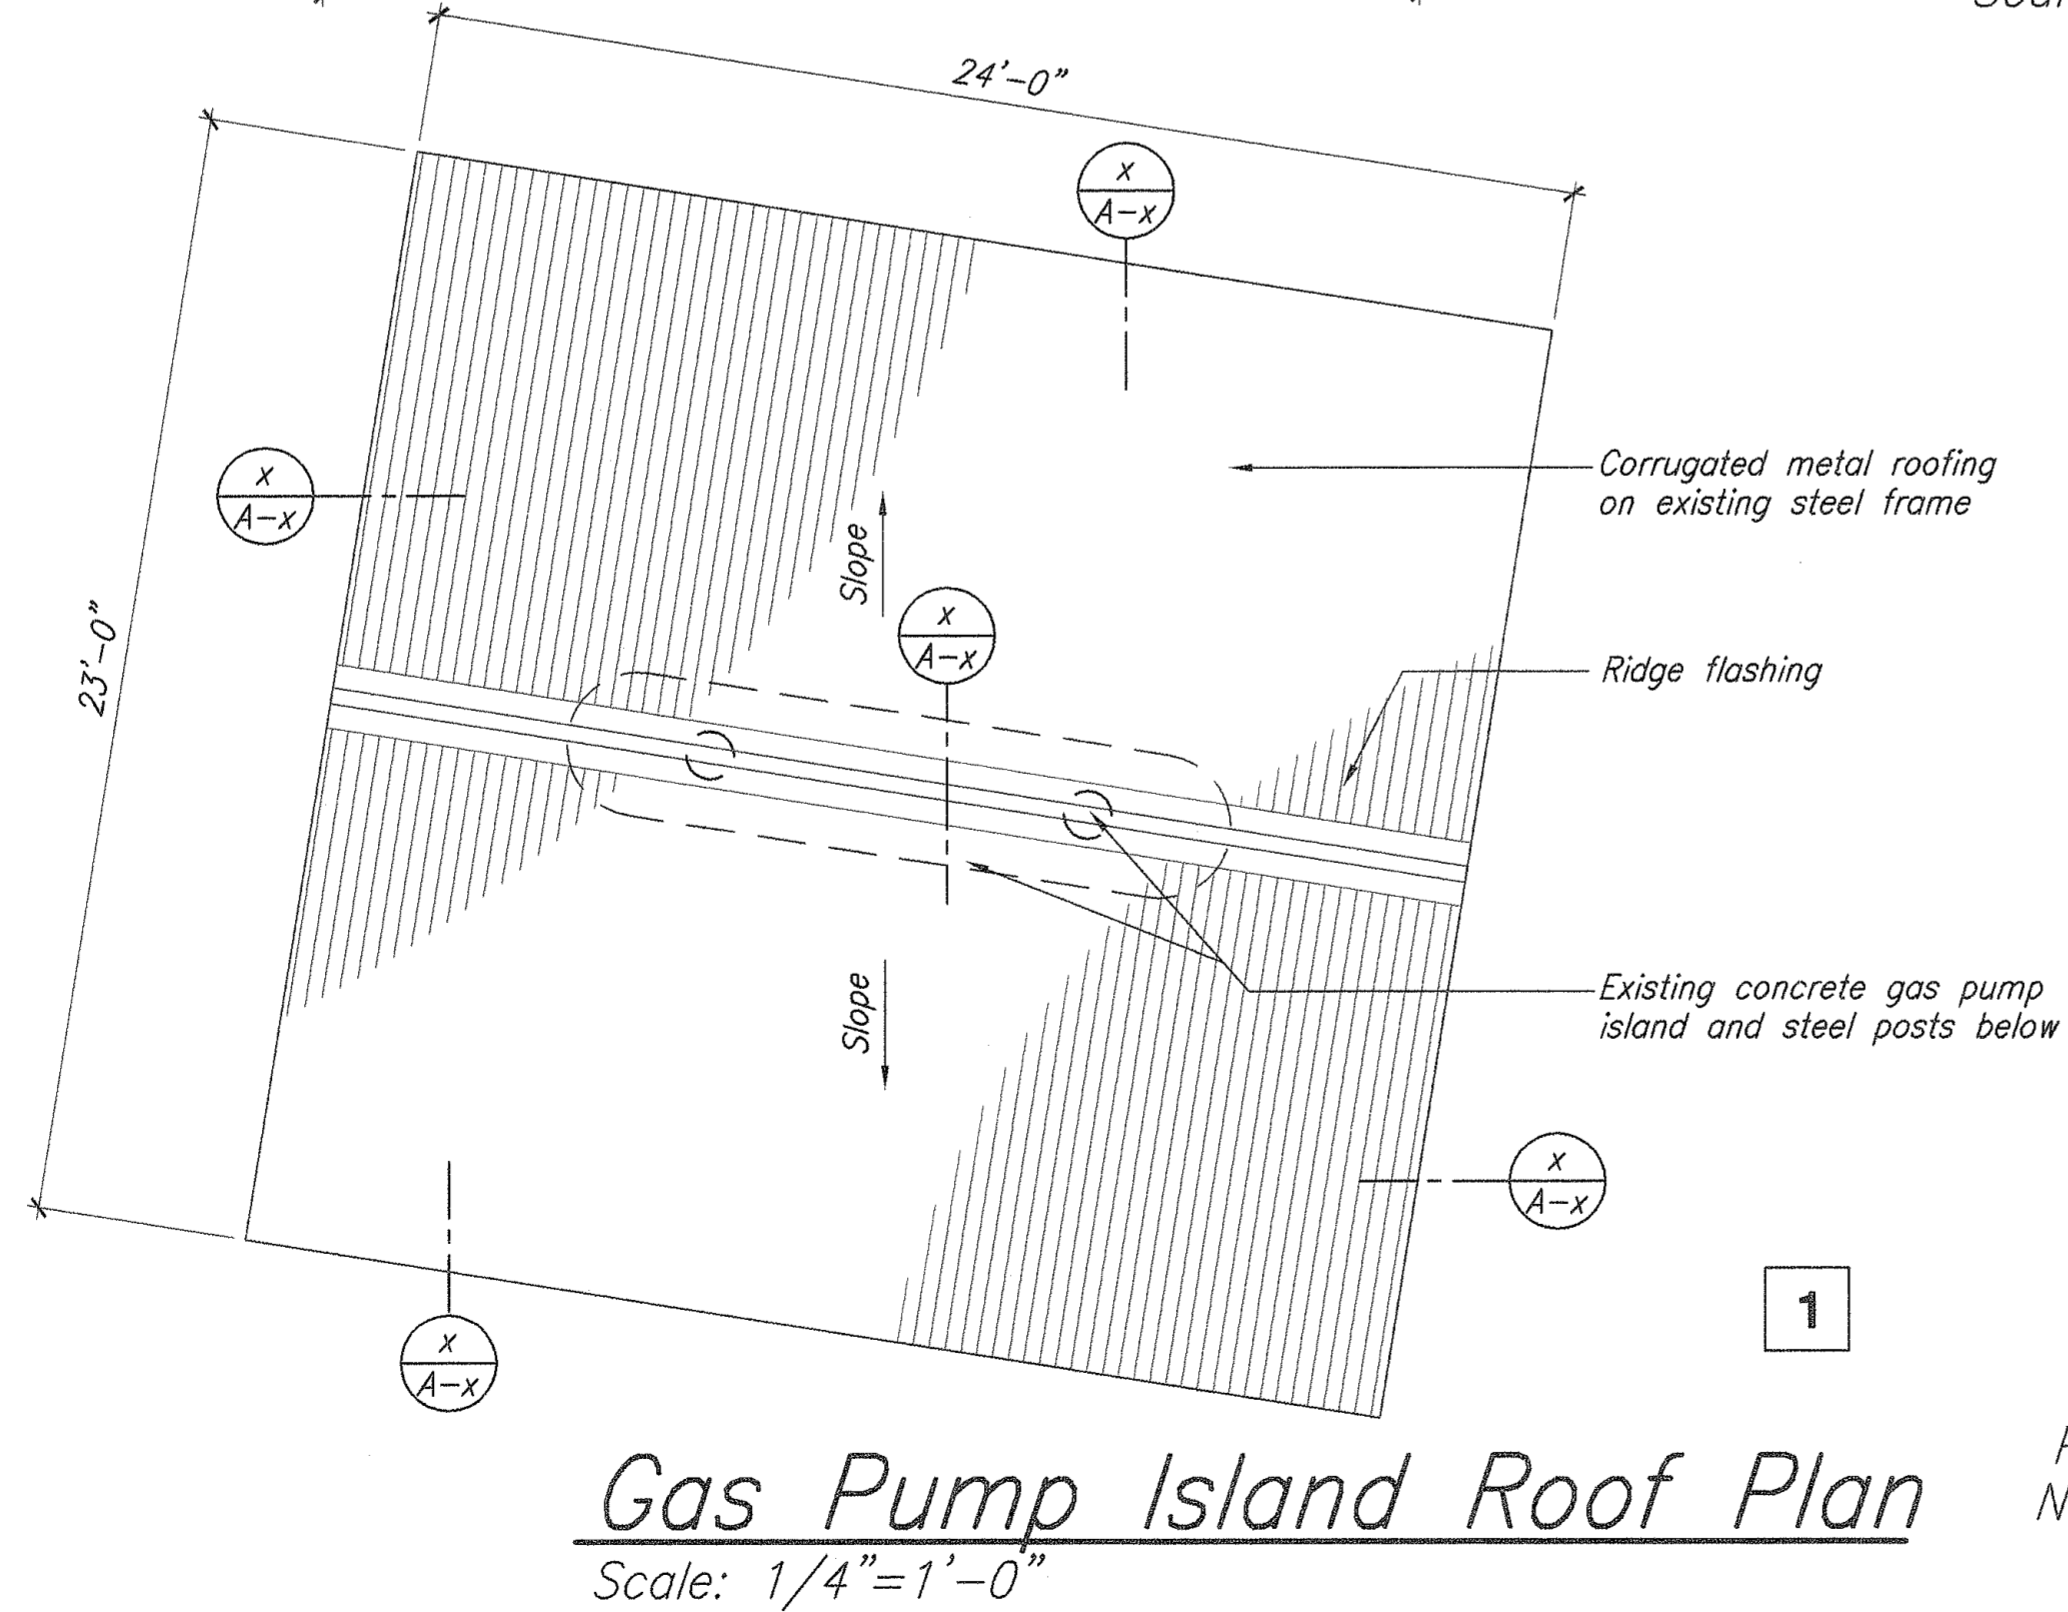 24'-0"
x
A-x
x
A-x
Corrugated metal roofing
on existing steel frame
Slope
x
A-x
23'-0"
Ridge flashing
Existing concrete gas pump
island and steel posts below
Slope
x
A-x
1
x
A-x
Gas Pump Island Roof Plan
Scale: 1/4"=1'-0"
N